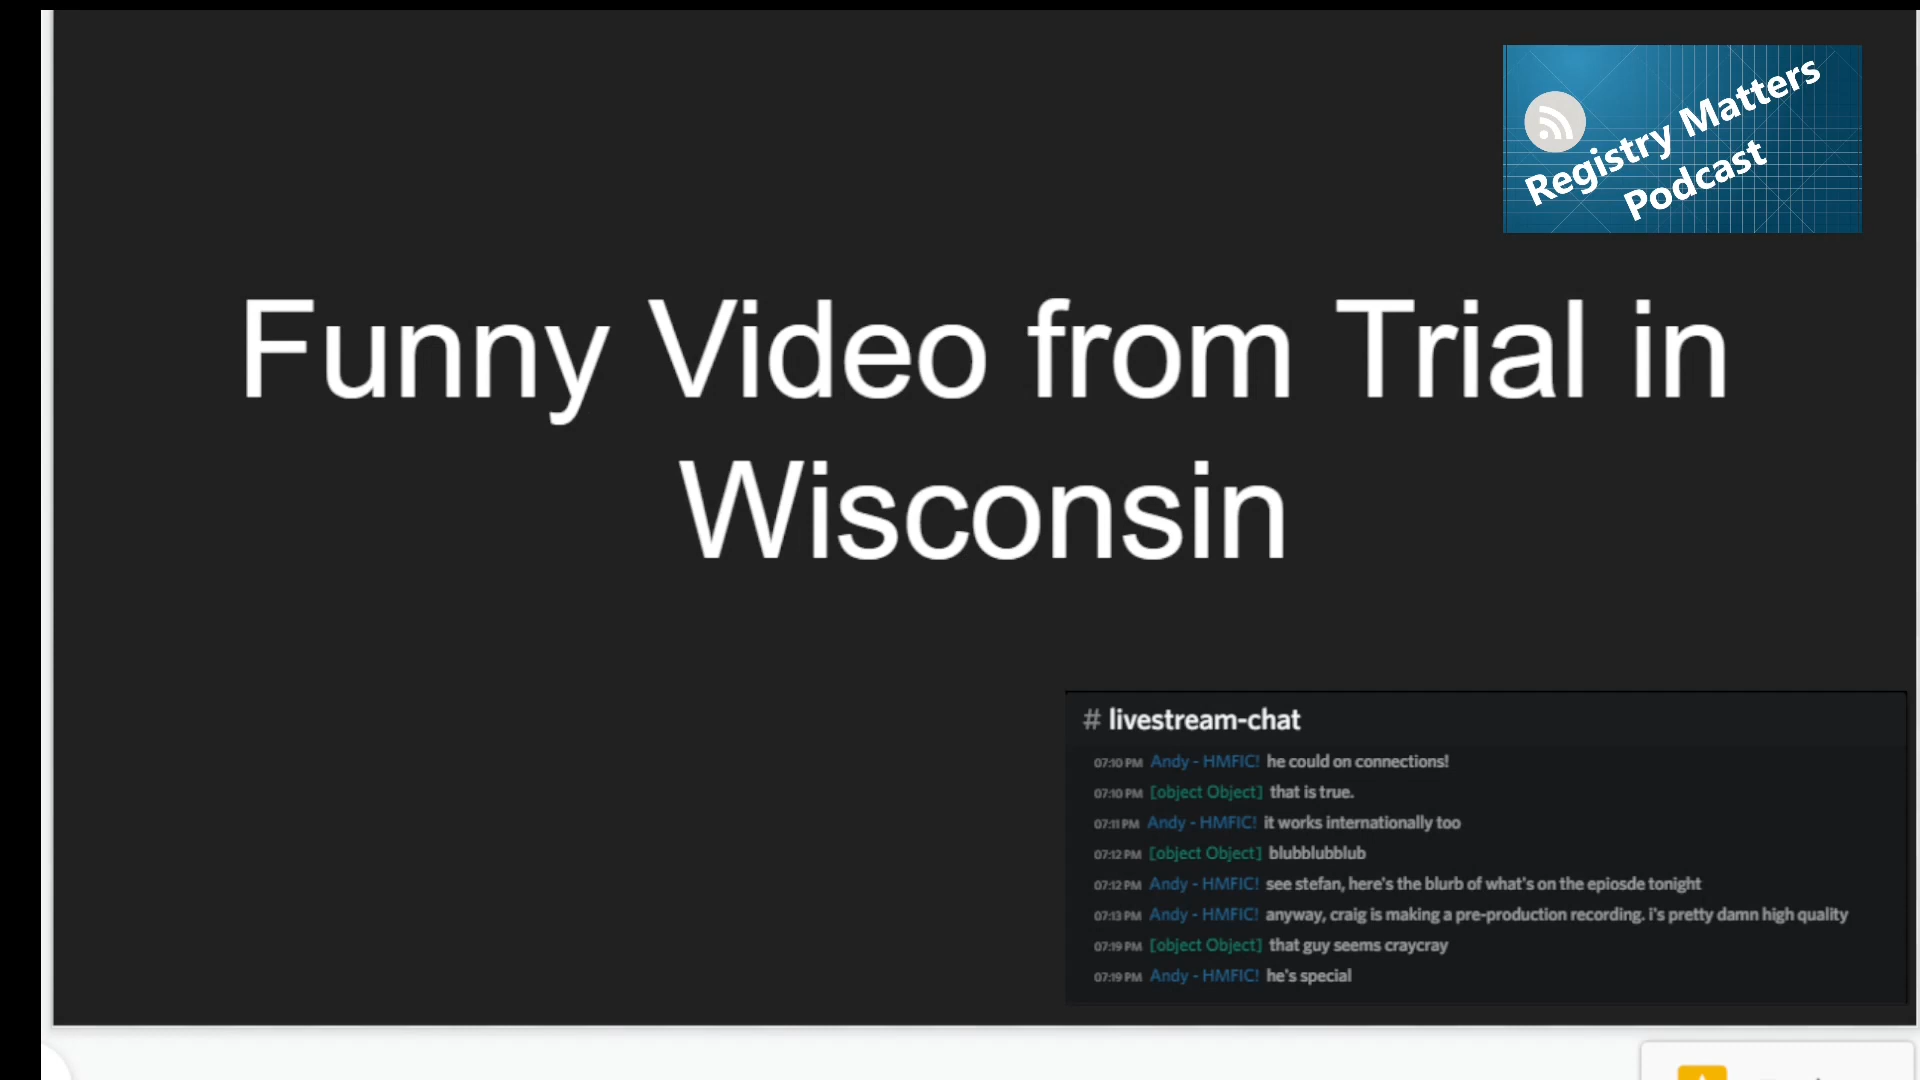 Registry Matters
Podcast
Funny Video from Trial in
Wisconsin
# livestream-chat
07:10 PM Andy - HMFIC! he could on connections!
07:10 PM [object Object] that is true.
07:11 PM Andy - HMFIC! it works internationally too
07:12 PM [object Object] blubblubblub
07:12 PM Andy - HMFIC! see stefan, here's the blurb of what's on the epiosde tonight
07:13 PM Andy - HMFIC! anyway, craig is making a pre-production recording. i's pretty damn high quality
07:19 PM [object Object] that guy seems craycray
07:19 PM Andy - HMFIC! he's special